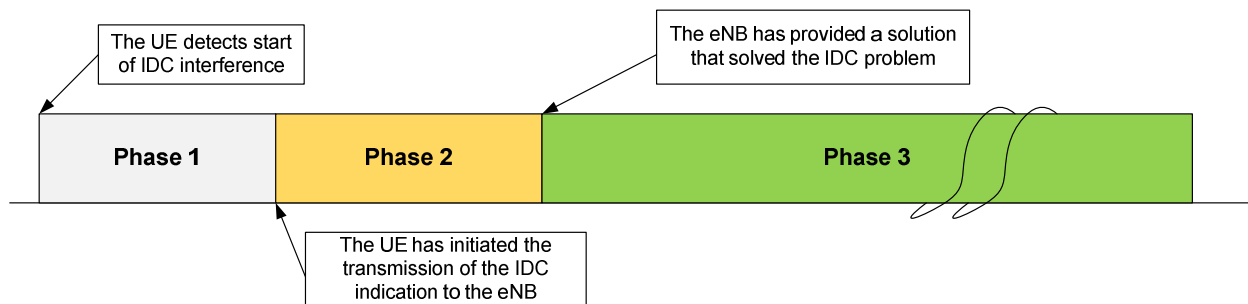 The UE detects start
of IDC interference
The eNB has provided a solution
that solved the IDC problem
Phase 1
Phase 2
Phase 3
The UE has initiated the
transmission of the IDC
indication to the eNB